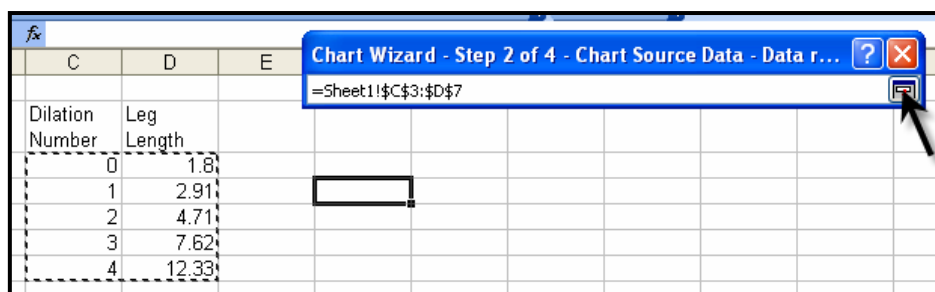 fx
C D E
Chart Wizard - Step 2 of 4 - Chart Source Data - Data r...
=Sheet1!$C$3:$D$7
Dilation Leg
Number Length
0 1.8
1 2.91
2 4.71
3 7.62
4 12.33